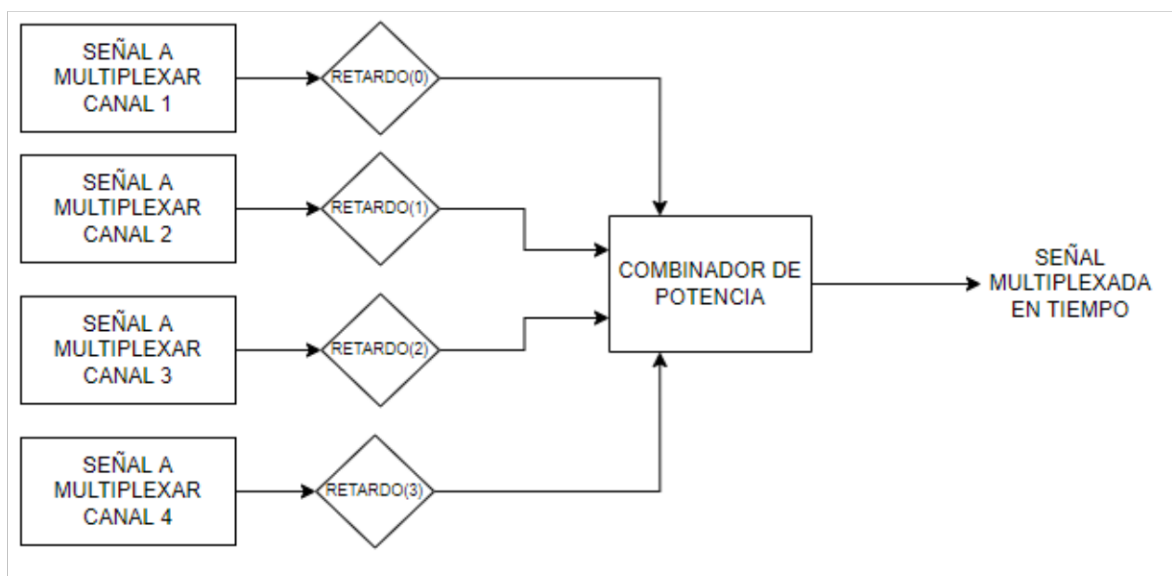 SEÑAL A
MULTIPLEXAR
CANAL 1
RETARDO(0)
SEÑAL A
MULTIPLEXAR
CANAL 2
RETARDO(1)
COMBINADOR DE
POTENCIA
SEÑAL
MULTIPLEXADA
EN TIEMPO
SEÑAL A
MULTIPLEXAR
CANAL 3
RETARDO(2)
SEÑAL A
MULTIPLEXAR
CANAL 4
RETARDO(3)